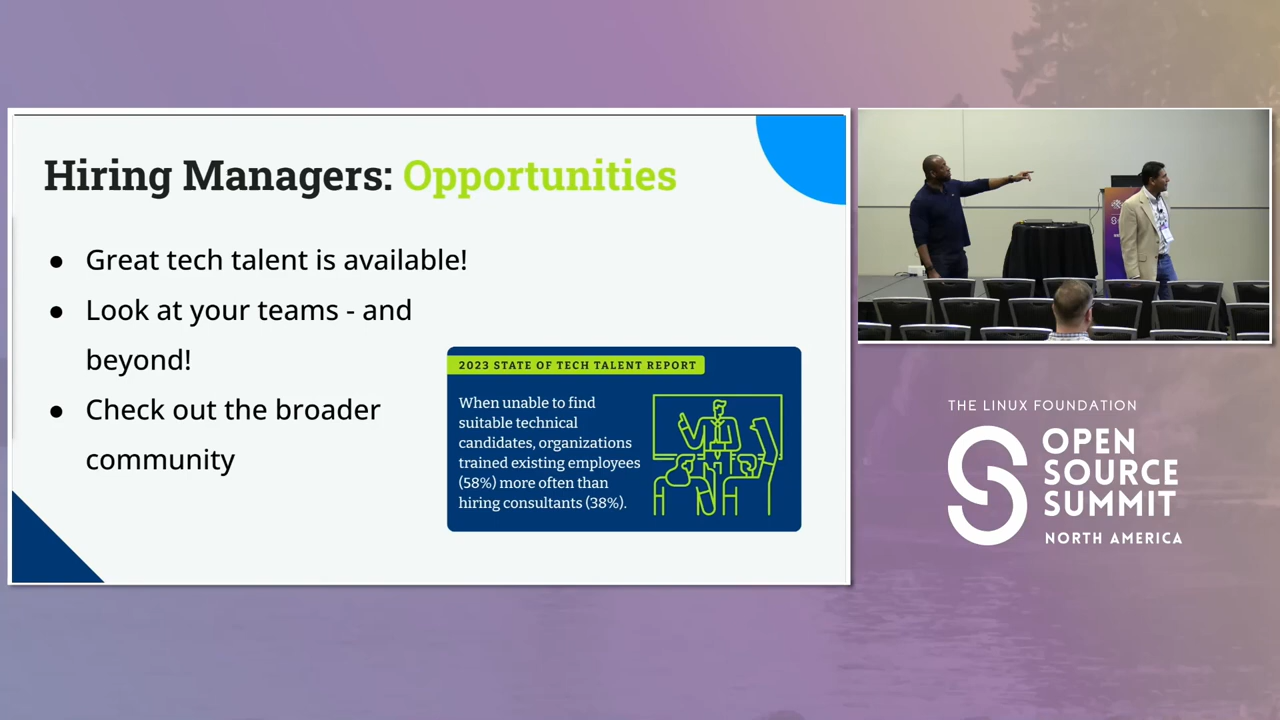 Hiring Managers: Opportunities
● Great tech talent is available!
● Look at your teams - and
beyond!
● Check out the broader
community
2023 STATE OF TECH TALENT REPORT
When unable to find
suitable technical
candidates, organizations
trained existing employees
(58%) more often than
hiring consultants (38%).
THE LINUX FOUNDATION
OPEN
SOURCE
SUMMIT
NORTH AMERICA